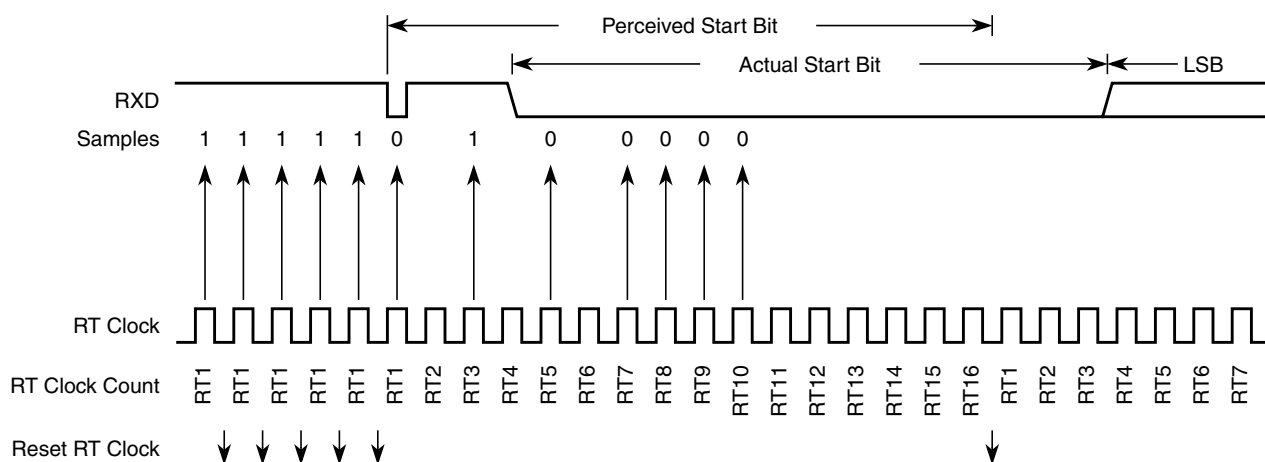 Perceived Start Bit
Actual Start Bit LSB
RXD
Samples 1 1 1 1 1 0 1 0 0 0 0 0
RT Clock
RT Clock Count RT1 RT1 RT1 RT1 RT1 RT1 RT2 RT3 RT4 RT5 RT6 RT7 RT8 RT9 RT10 RT11 RT12 RT13 RT14 RT15 RT16 RT1 RT2 RT3 RT4 RT5 RT6 RT7
Reset RT Clock